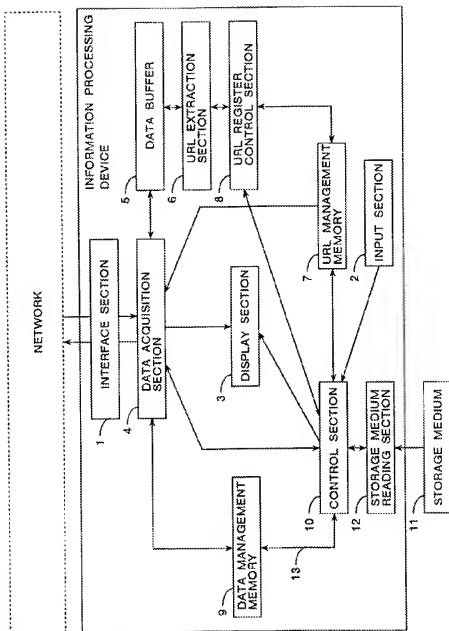 NETWORK
INFORMATION PROCESSING
DEVICE
INTERFACE SECTION
1
DATA ACQUISITION
SECTION
4
DATA BUFFER
5
URL EXTRACTION
SECTION
6
URL REGISTER
CONTROL SECTION
8
DISPLAY SECTION
3
URL MANAGEMENT
MEMORY
7
INPUT SECTION
2
DATA MANAGEMENT
MEMORY
9
13
CONTROL SECTION
10
STORAGE MEDIUM
READING SECTION
12
STORAGE MEDIUM
11